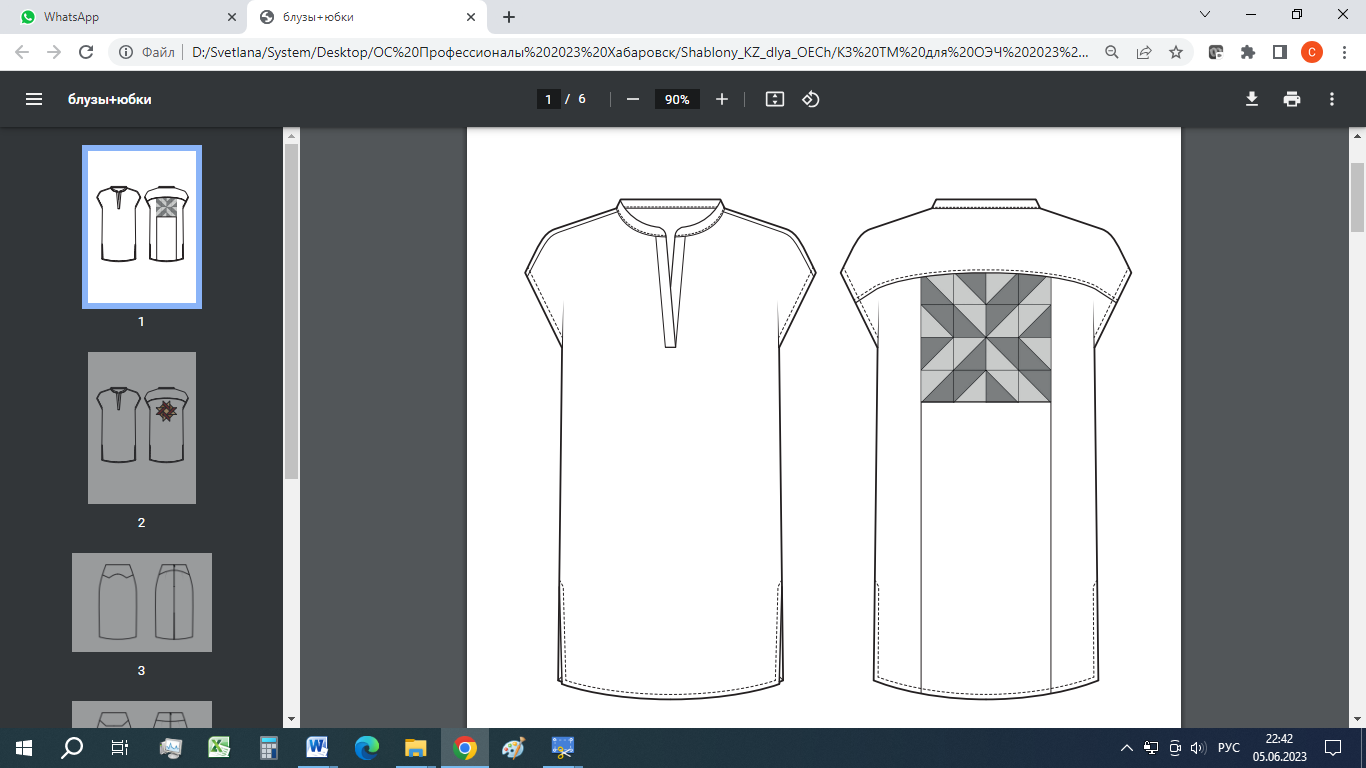 WhatsApp
блузы+юбки
Файл
D:/Svetlana/System/Desktop/ОС%20Профессионалы%202023%20Хабаровск/Shablony_KZ_dlya_OECh/КЗ%20ТМ%20для%20ОЭЧ%202023%2...
С
блузы+юбки
1 / 6
90%
1
2
3
РУС
22:42
05.06.2023